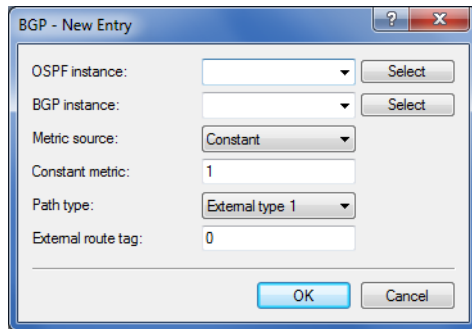 BGP - New Entry
?
OSPF instance: Select
BGP instance: Select
Metric source: Constant
Constant metric: 1
Path type: External type 1
External route tag: 0
OK Cancel